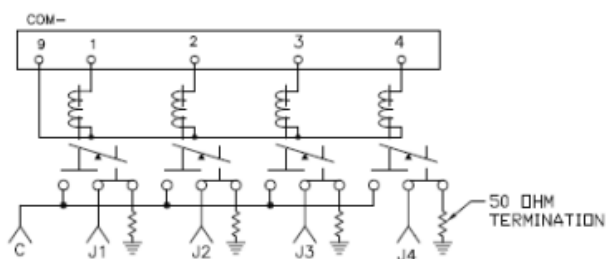 COM-
9 1 2 3 4
50 OHM
TERMINATION
C J1 J2 J3 J4